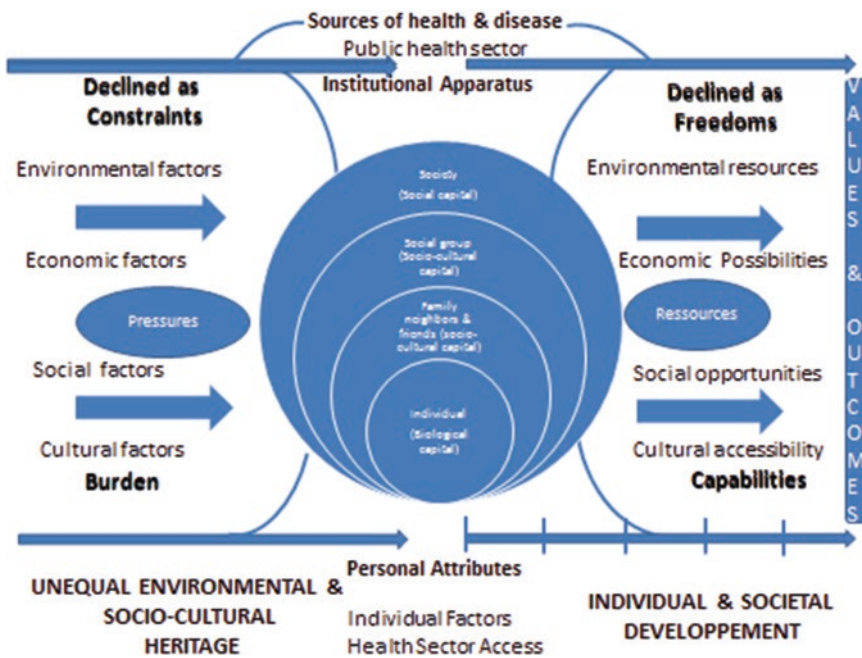 Sources of health & disease
Public health sector
Institutional Apparatus
Declined as
Constraints
Environmental factors
Economic factors
Pressures
Social factors
Cultural factors
Burden
Society
(Social capital)
Social group
(Socio-cultural
capital)
Family
neighbors &
friends (socio-
cultural capital)
Individual
(Biological
capital)
Declined as
Freedoms
Environmental resources
Economic Possibilities
Ressources
Social opportunities
Cultural accessibility
Capabilities
VALUES & OUTCOMES
Personal Attributes
Individual Factors
Health Sector Access
UNEQUAL ENVIRONMENTAL &
SOCIO-CULTURAL
HERITAGE
INDIVIDUAL & SOCIETAL
DEVELOPPEMENT